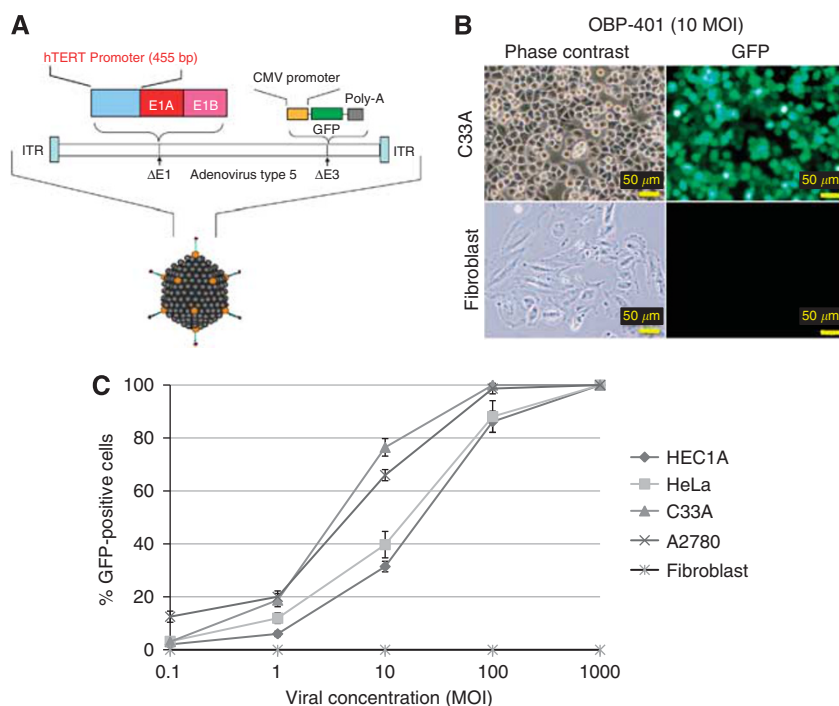 A
hTERT Promoter (455 bp)
E1A
E1B
CMV promoter
Poly-A
GFP
ITR
ITR
ΔE1
Adenovirus type 5
ΔE3
B
OBP-401 (10 MOI)
Phase contrast
GFP
C33A
50 μm
50 μm
Fibroblast
50 μm
50 μm
C
% GFP-positive cells
100
80
60
40
20
0
0.1
1
10
100
1000
Viral concentration (MOI)
HEC1A
HeLa
C33A
A2780
Fibroblast